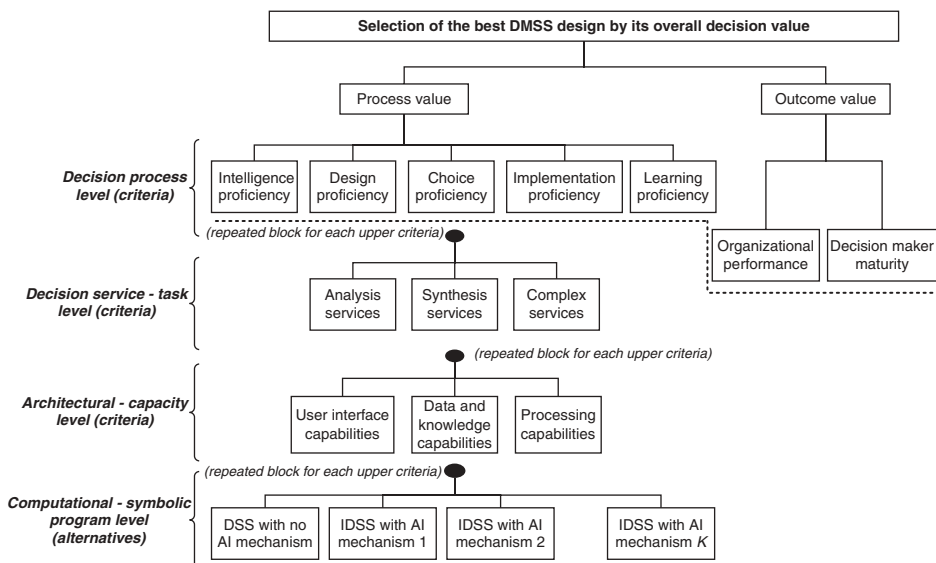 Selection of the best DMSS design by its overall decision value
Process value
Outcome value
Decision process
level (criteria)
Intelligence
proficiency
Design
proficiency
Choice
proficiency
Implementation
proficiency
Learning
proficiency
(repeated block for each upper criteria)
Organizational
performance
Decision maker
maturity
Decision service - task
level (criteria)
Analysis
services
Synthesis
services
Complex
services
(repeated block for each upper criteria)
Architectural - capacity
level (criteria)
User interface
capabilities
Data and
knowledge
capabilities
Processing
capabilities
(repeated block for each upper criteria)
Computational - symbolic
program level
(alternatives)
DSS with no
AI mechanism
IDSS with AI
mechanism 1
IDSS with AI
mechanism 2
IDSS with AI
mechanism K